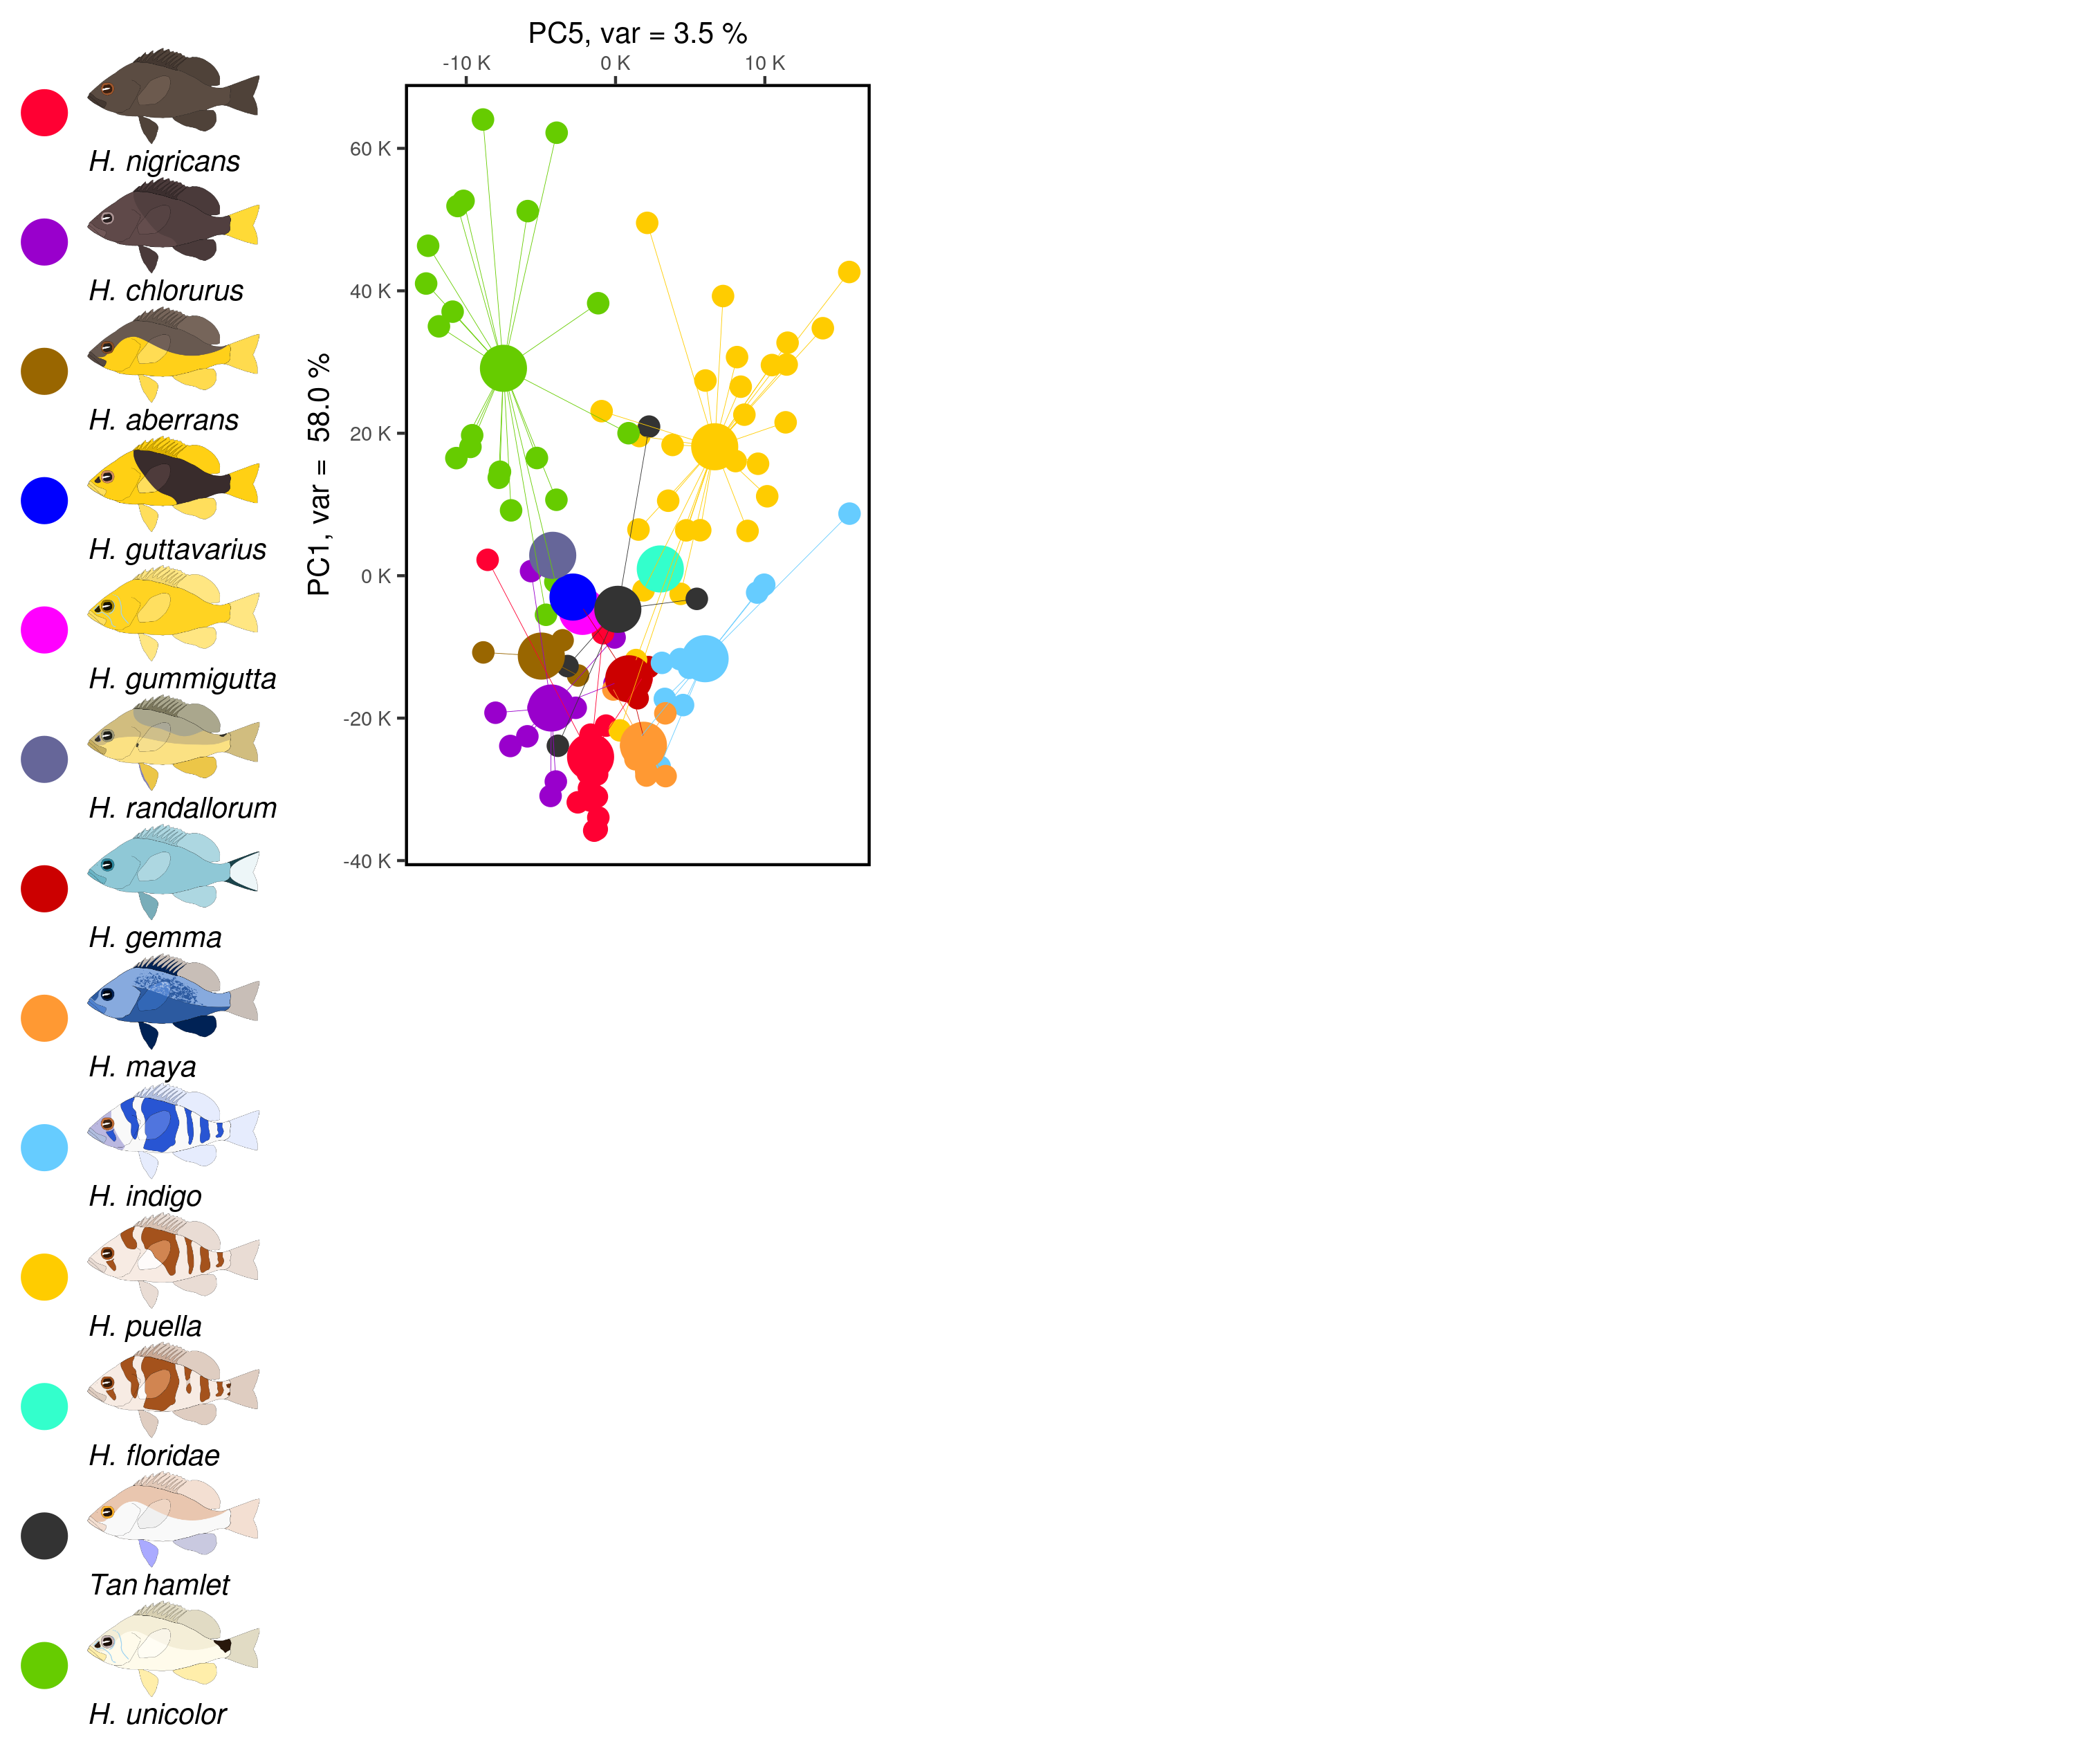 PC5, var = 3.5 %
-10 K 0 K 10 K
60 K
40 K
20 K
0 K
-20 K
-40 K
PC1, var = 58.0 %
H. nigricans
H. chlorurus
H. aberrans
H. guttavarius
H. gummigutta
H. randallorum
H. gemma
H. maya
H. indigo
H. puella
H. floridae
Tan hamlet
H. unicolor